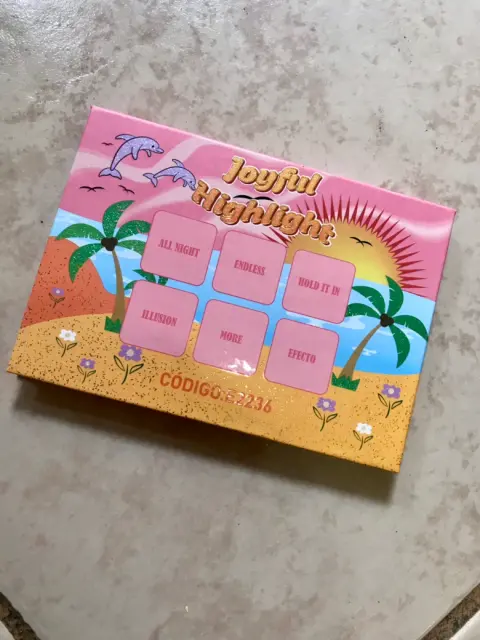 Joyful
Highlight
ALL NIGHT
ENDLESS
HOLD IT IN
ILLUSION
MORE
EFECTO